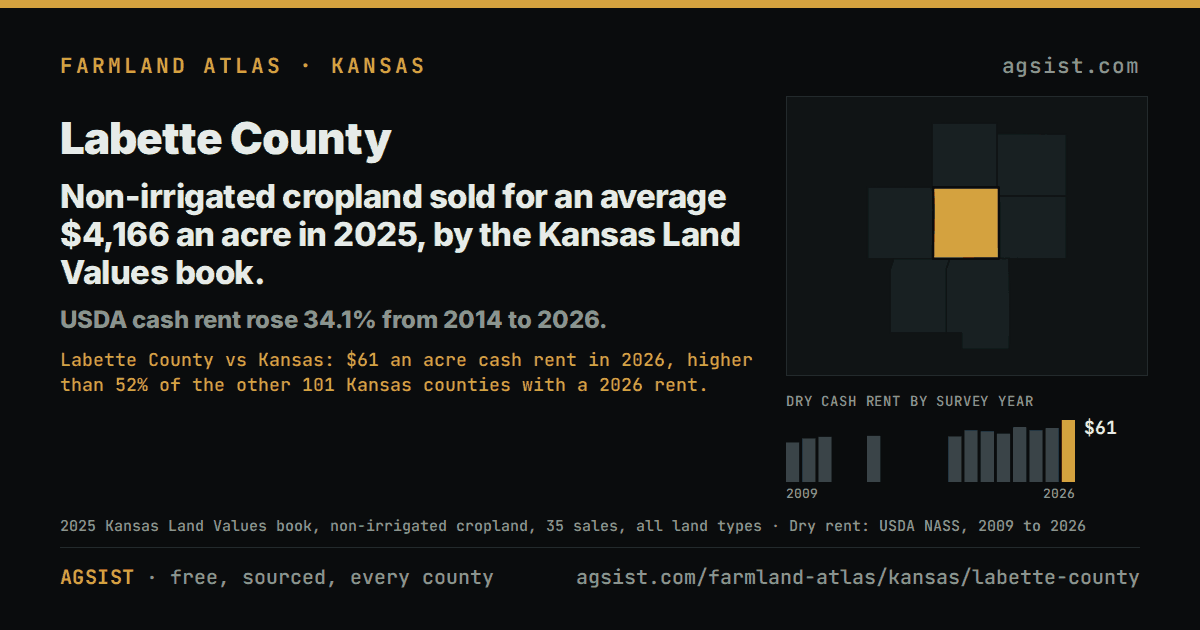 FARMLAND ATLAS · KANSAS
agsist.com
Labette County
Non-irrigated cropland sold for an average
$4,166 an acre in 2025, by the Kansas Land
Values book.
USDA cash rent rose 34.1% from 2014 to 2026.
Labette County vs Kansas: $61 an acre cash rent in 2026, higher
than 52% of the other 101 Kansas counties with a 2026 rent.
DRY CASH RENT BY SURVEY YEAR
$61
2009
2026
2025 Kansas Land Values book, non-irrigated cropland, 35 sales, all land types · Dry rent: USDA NASS, 2009 to 2026
AGSIST · free, sourced, every county
agsist.com/farmland-atlas/kansas/labette-county